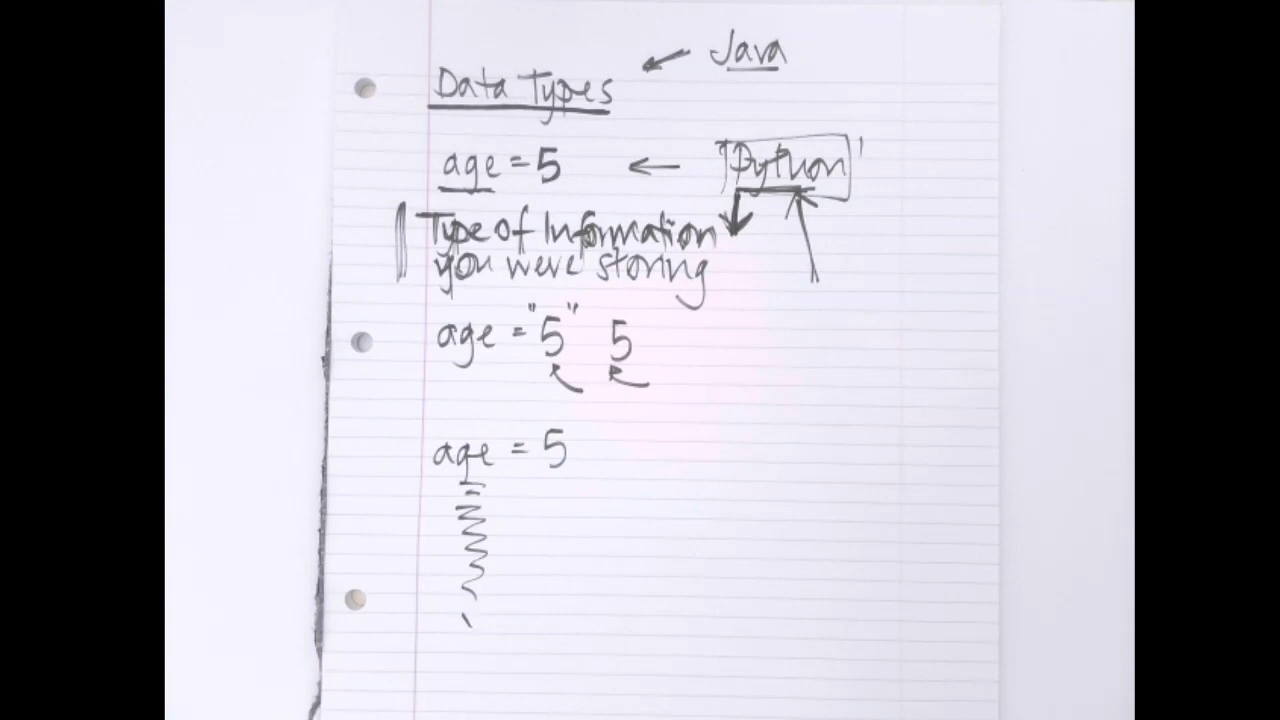 Java
Data Types
age = 5 ← 'Python'
Type of Information
you were storing
age = "5" 5
age = 5